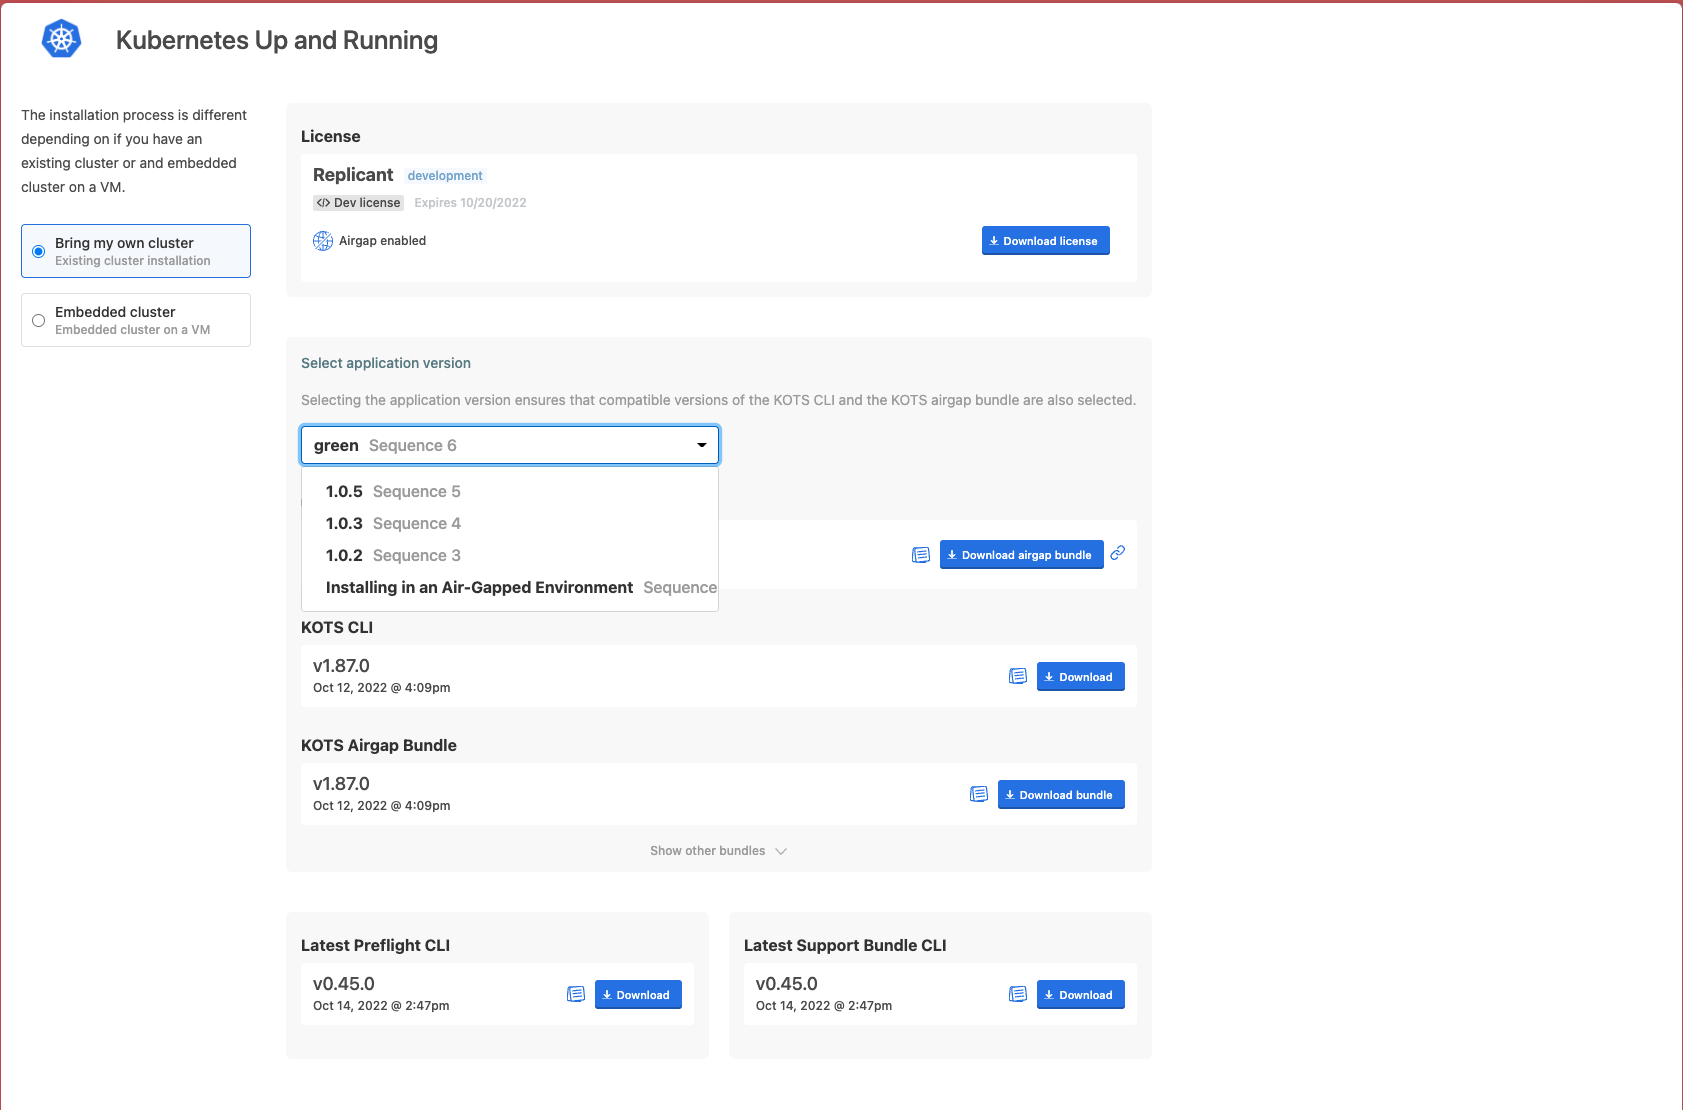 Kubernetes Up and Running
The installation process is different
depending on if you have an
existing cluster or and embedded
cluster on a VM.
Bring my own cluster
Existing cluster installation
Embedded cluster
Embedded cluster on a VM
License
Replicant development
</> Dev license Expires 10/20/2022
Airgap enabled
Download license
Select application version
Selecting the application version ensures that compatible versions of the KOTS CLI and the KOTS airgap bundle are also selected.
green Sequence 6
1.0.5 Sequence 5
1.0.3 Sequence 4
1.0.2 Sequence 3
Installing in an Air-Gapped Environment Sequence
Download airgap bundle
KOTS CLI
v1.87.0
Oct 12, 2022 @ 4:09pm
Download
KOTS Airgap Bundle
v1.87.0
Oct 12, 2022 @ 4:09pm
Download bundle
Show other bundles
Latest Preflight CLI
v0.45.0
Oct 14, 2022 @ 2:47pm
Download
Latest Support Bundle CLI
v0.45.0
Oct 14, 2022 @ 2:47pm
Download